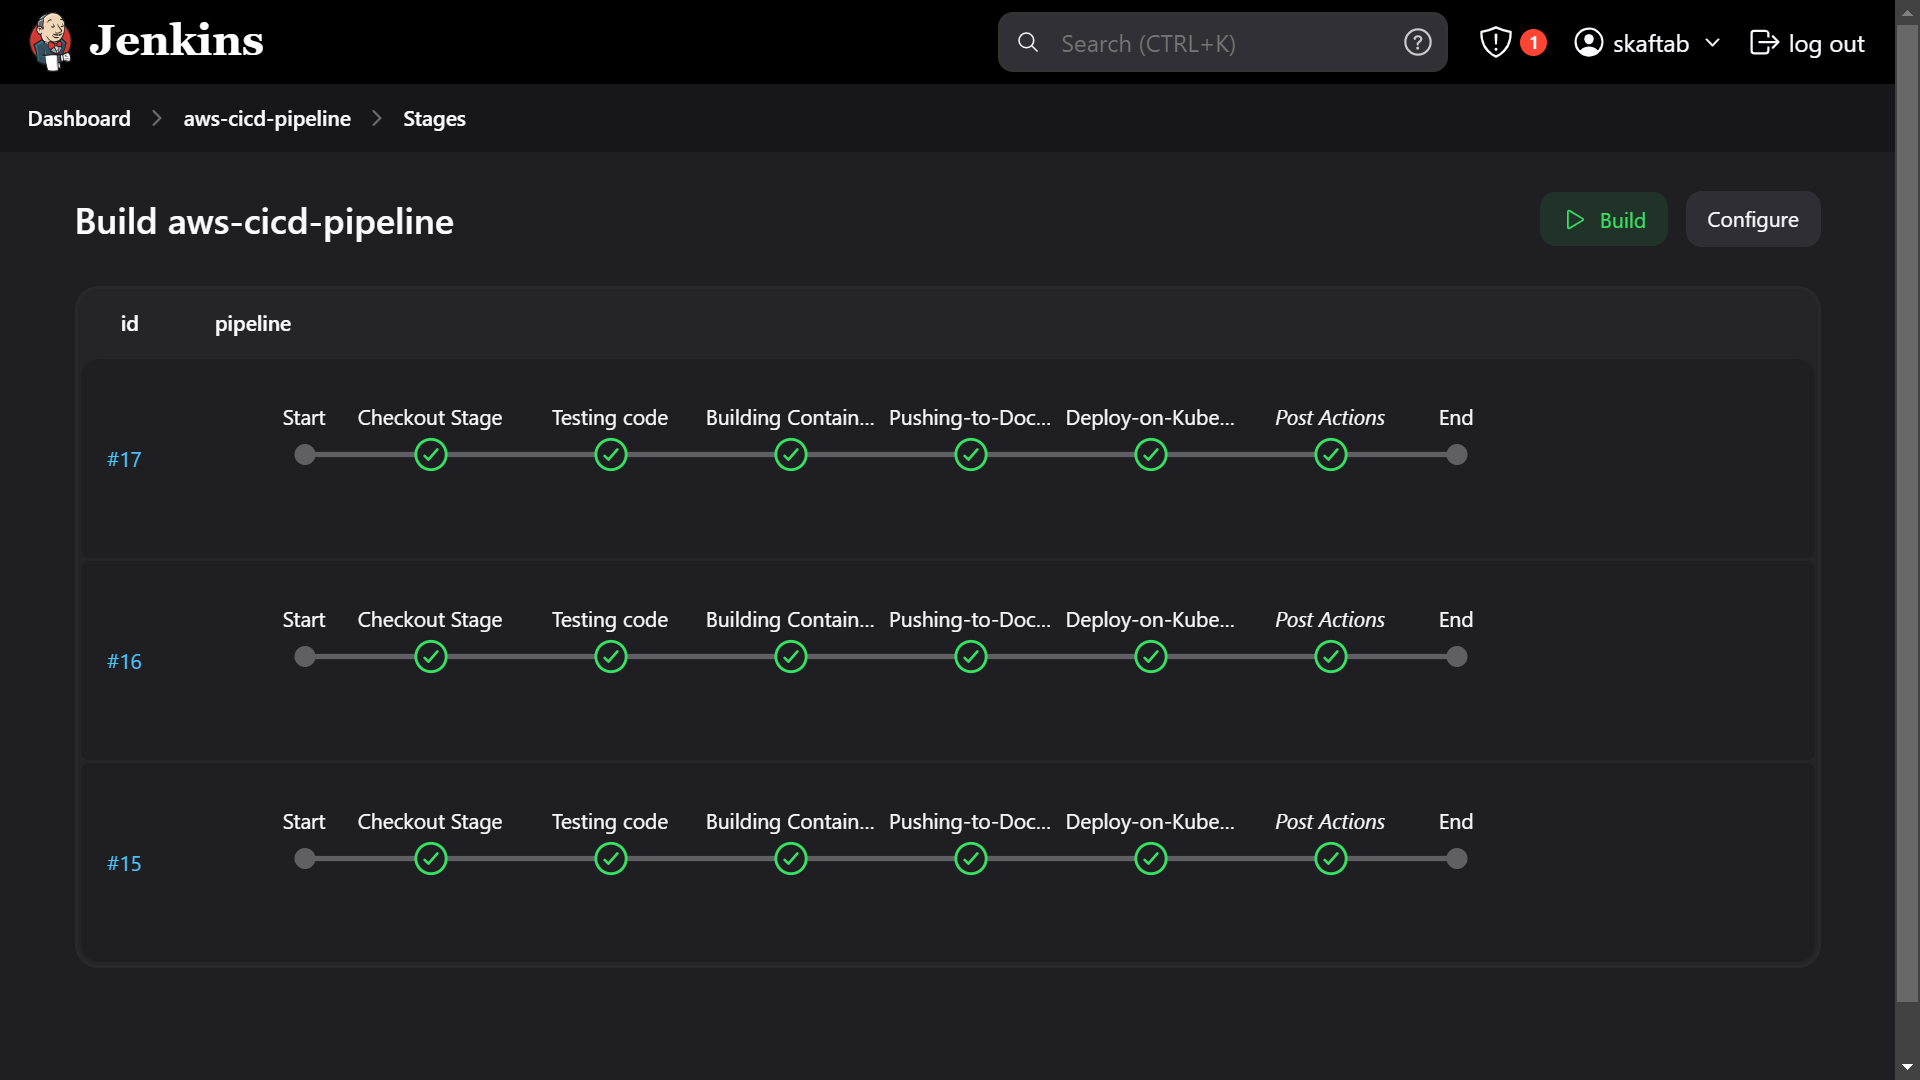 Jenkins
Search (CTRL+K)
1
skaftab
log out
Dashboard
aws-cicd-pipeline
Stages
Build aws-cicd-pipeline
Build
Configure
id pipeline
Start Checkout Stage Testing code Building Contain... Pushing-to-Doc... Deploy-on-Kube... Post Actions End
#17
Start Checkout Stage Testing code Building Contain... Pushing-to-Doc... Deploy-on-Kube... Post Actions End
#16
Start Checkout Stage Testing code Building Contain... Pushing-to-Doc... Deploy-on-Kube... Post Actions End
#15